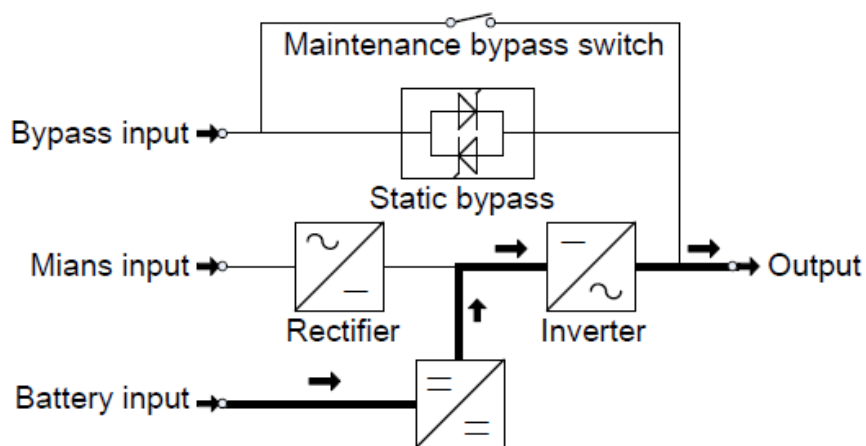 Maintenance bypass switch
Bypass input
Static bypass
Mians input
Output
Rectifier
Inverter
Battery input